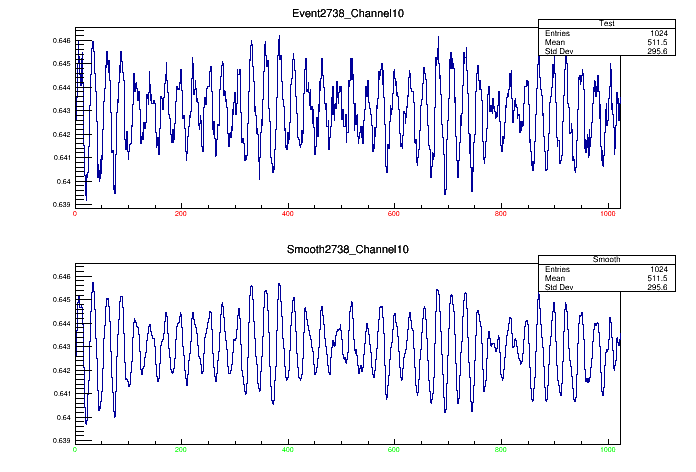 Event2738_Channel10
Test
Entries 1024
Mean 511.5
Std Dev 295.6
0.646
0.645
0.644
0.643
0.642
0.641
0.64
0.639
0 200 400 600 800 1000
Smooth2738_Channel10
Smooth
Entries 1024
Mean 511.5
Std Dev 295.6
0.646
0.645
0.644
0.643
0.642
0.641
0.64
0.639
0 200 400 600 800 1000